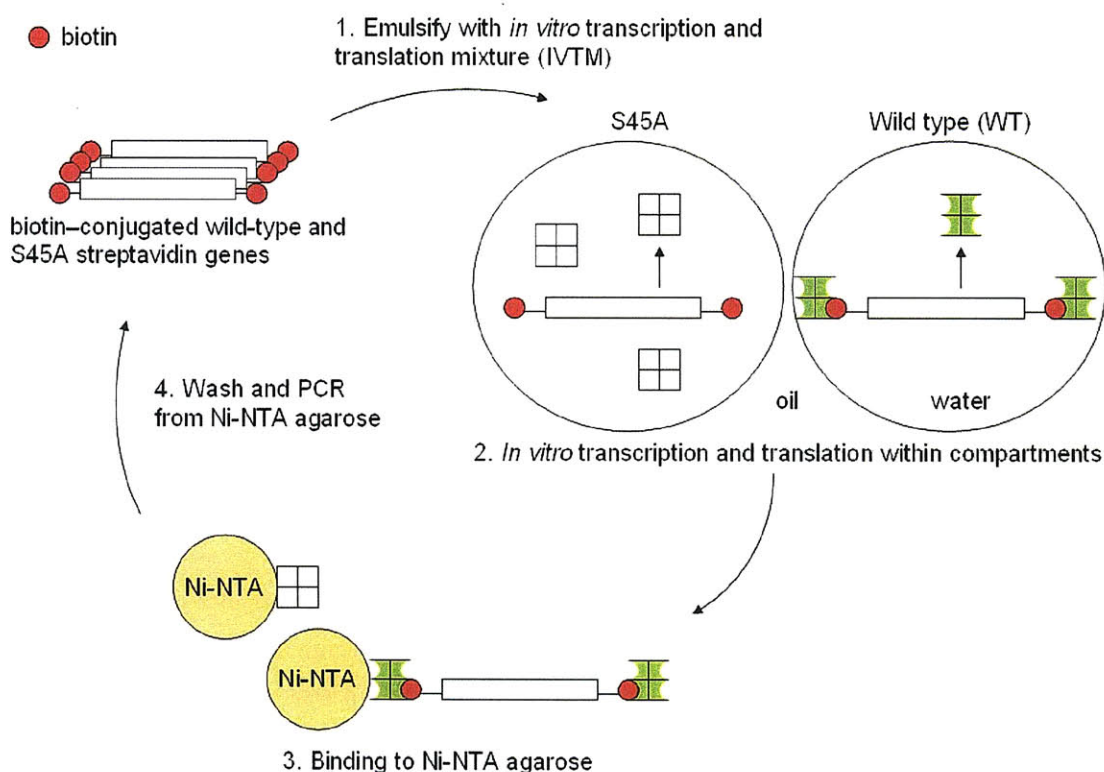 biotin
1. Emulsify with in vitro transcription and
translation mixture (IVTM)
S45A
Wild type (WT)
biotin–conjugated wild-type and
S45A streptavidin genes
4. Wash and PCR
from Ni-NTA agarose
oil
water
2. In vitro transcription and translation within compartments
Ni-NTA
Ni-NTA
3. Binding to Ni-NTA agarose